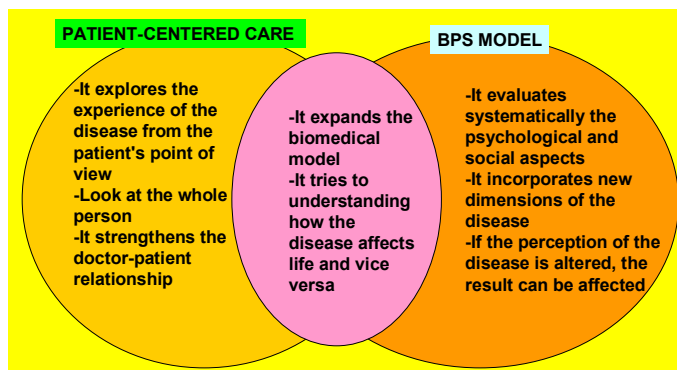 PATIENT-CENTERED CARE
BPS MODEL
-It explores the
experience of the
disease from the
patient's point of
view
-Look at the whole
person
-It strengthens the
doctor-patient
relationship
-It expands the
biomedical
model
-It tries to
understanding
how the
disease affects
life and vice
versa
-It evaluates
systematically the
psychological and
social aspects
-It incorporates new
dimensions of the
disease
-If the perception of the
disease is altered, the
result can be affected